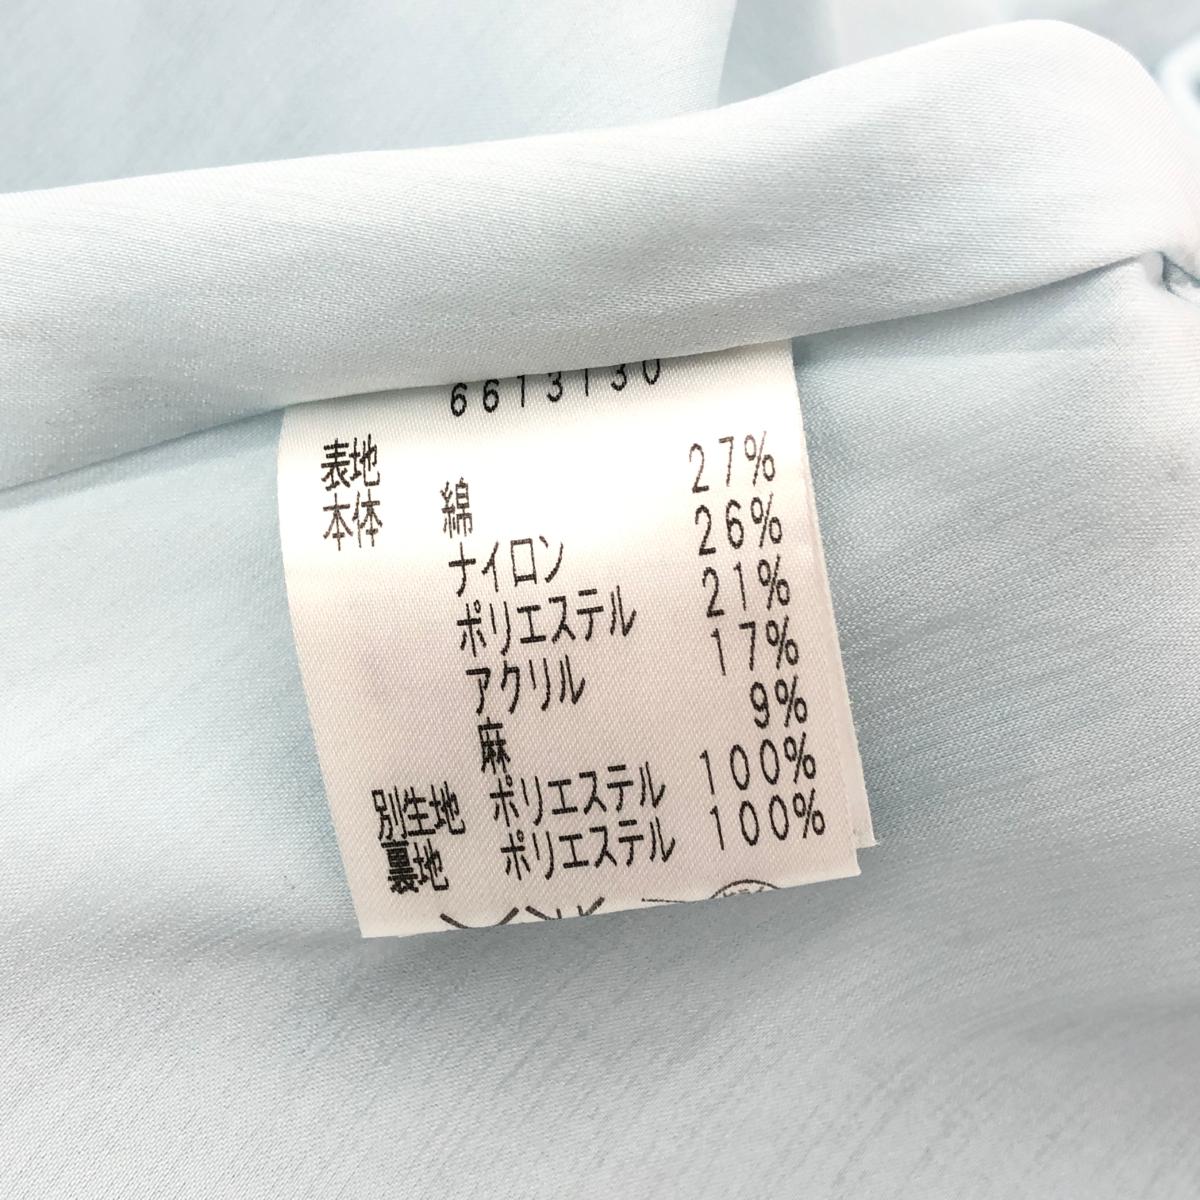 6613130
表地
本体 綿 27%
ナイロン 26%
ポリエステル 21%
アクリル 17%
麻 9%
別生地 ポリエステル 100%
裏地 ポリエステル 100%